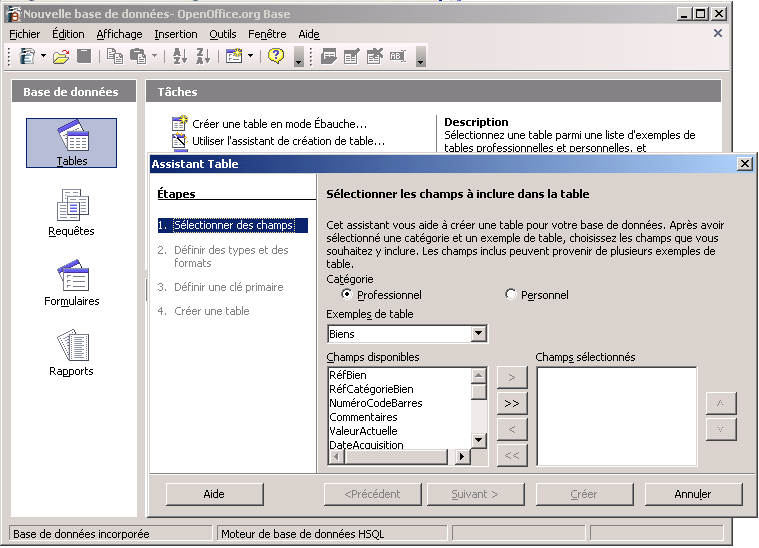 Nouvelle base de données- OpenOffice.org Base
Fichier Édition Affichage Insertion Outils Fenêtre Aide
Base de données
Tâches
Tables
Requêtes
Formulaires
Rapports
Créer une table en mode Ébauche...
Utiliser l'assistant de création de table...
Description
Sélectionnez une table parmi une liste d'exemples de
tables professionnelles et personnelles, et
Assistant Table
Étapes
1. Sélectionner des champs
2. Définir des types et des
formats
3. Définir une clé primaire
4. Créer une table
Sélectionner les champs à inclure dans la table
Cet assistant vous aide à créer une table pour votre base de données. Après avoir
sélectionné une catégorie et un exemple de table, choisissez les champs que vous
souhaitez y inclure. Les champs inclus peuvent provenir de plusieurs exemples de
table.
Catégorie
Professionnel Personnel
Exemples de table
Biens
Champs disponibles
RéfBien
RéfCatégorieBien
NuméroCodeBarres
Commentaires
ValeurActuelle
DateAcquisition
>
>>
<
<<
Champs sélectionnés
Aide <Précédent Suivant > Créer Annuler
Base de données incorporée Moteur de base de données HSQL